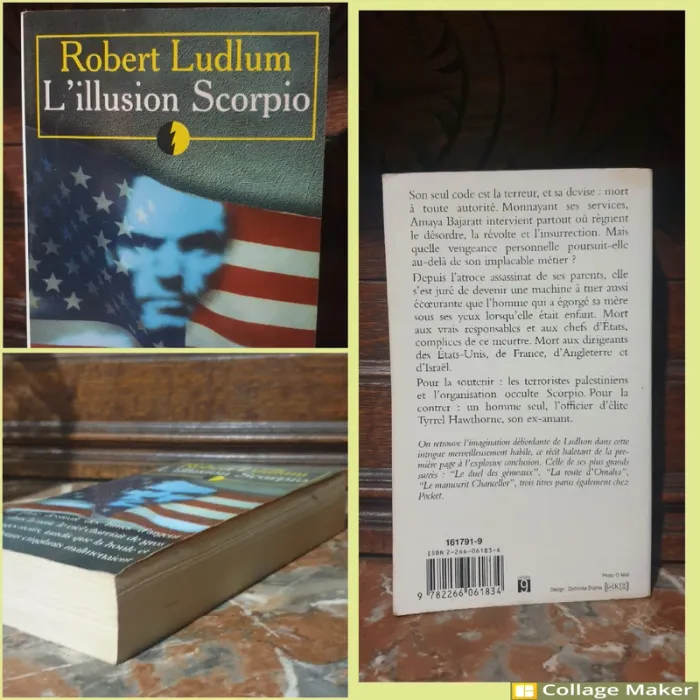 Robert Ludlum
L'illusion Scorpio
Son seul code est la terreur, et sa devise : mort
à toute autorité. Monnayant ses services,
Amaya Bajaratt intervient partout où règnent
le désordre, la révolte et l'insurrection. Mais
quelle vengeance personnelle poursuit-elle
au-delà de son implacable métier ?
Depuis l'atroce assassinat de ses parents, elle
s'est juré de devenir une machine à tuer aussi
écœurante que l'homme qui a égorgé sa mère
sous ses yeux lorsqu'elle était enfant. Mort
aux vrais responsables et aux chefs d'États,
complices de ce meurtre. Mort aux dirigeants
des États-Unis, de France, d'Angleterre et
d'Israël.
Pour la soutenir : les terroristes palestiniens
et l'organisation occulte Scorpio. Pour la
contrer : un homme seul, l'officier d'élite
Tyrrel Hawthorne, son ex-amant.
On retrouve l'imagination débordante de Ludlum dans cette
intrigue merveilleusement habile, ce récit haletant de la pre-
mière page à l'explosive conclusion. Celle de ses plus grands
succès : "Le duel des gémeaux", "La route d'Omaha",
"Le manuscrit Chancellor", trois titres parus également chez
Pocket.
161791-9
ISBN 2-266-06183-6
9 782266 061834
Robert Ludlum
L'illusion Scorpio
Collage Maker